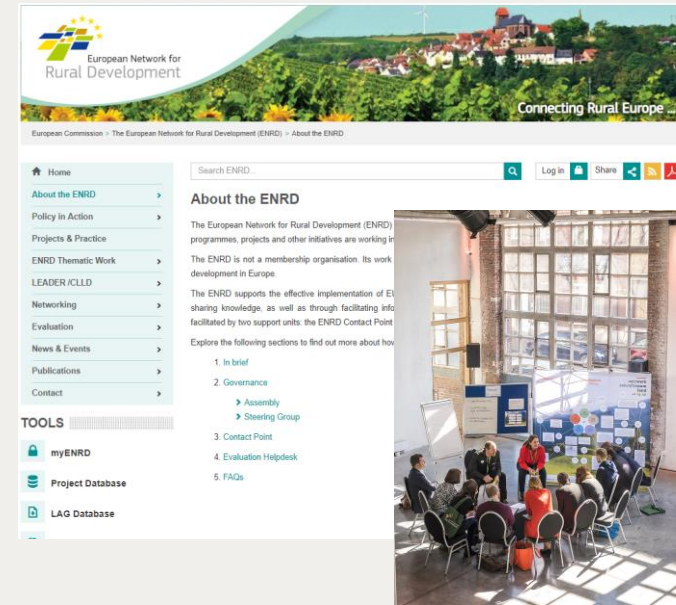 European Network for
Rural Development
Connecting Rural Europe ...
European Commission > The European Network for Rural Development (ENRD) > About the ENRD
Home
About the ENRD
Policy in Action
Projects & Practice
ENRD Thematic Work
LEADER /CLLD
Networking
Evaluation
News & Events
Publications
Contact
TOOLS
myENRD
Project Database
LAG Database
Search ENRD...
Log in
Share
About the ENRD
The European Network for Rural Development (ENRD)
programmes, projects and other initiatives are working in
The ENRD is not a membership organisation. Its work
development in Europe.
The ENRD supports the effective implementation of
sharing knowledge, as well as through facilitating
facilitated by two support units: the ENRD Contact Point
Explore the following sections to find out more about
1. In brief
2. Governance
> Assembly
> Steering Group
3. Contact Point
4. Evaluation Helpdesk
5. FAQs